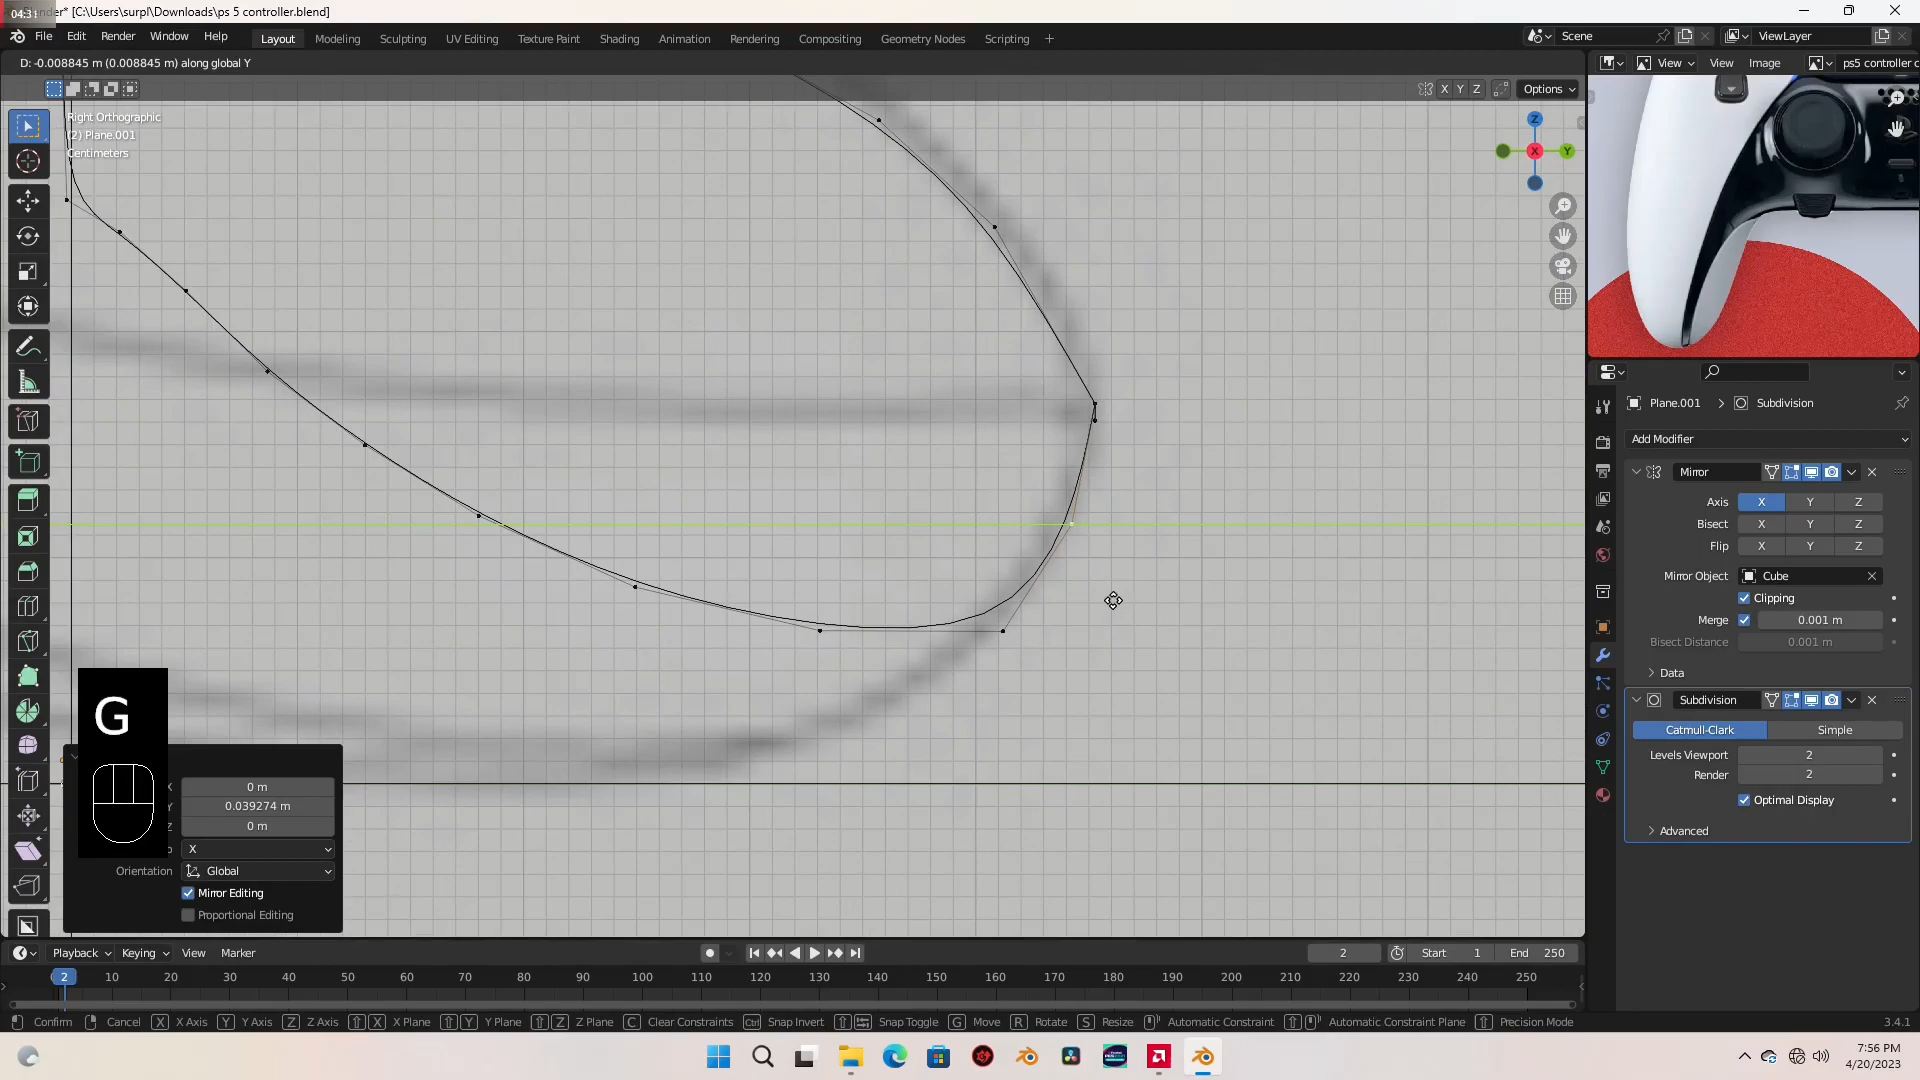 04:3
nder* [C:\Users\surpl\Downloads\ps 5 controller.blend]
File Edit Render Window Help Layout Modeling Sculpting UV Editing Texture Paint Shading Animation Rendering Compositing Geometry Nodes Scripting + Scene ViewLayer
D: -0.008845 m (0.008845 m) along global Y View View Image ps5 controller c
X Y Z Options
Right Orthographic
(2) Plane.001
Centimeters
Z
X
Y
Plane.001 > Subdivision
Add Modifier
Mirror
Axis X Y Z
Bisect X Y Z
Flip X Y Z
Mirror Object Cube
Clipping
Merge 0.001 m
Bisect Distance 0.001 m
Data
Subdivision
Catmull-Clark Simple
Levels Viewport 2
Render 2
Optimal Display
Advanced
G
X 0 m
Y 0.039274 m
Z 0 m
X
Orientation Global
Mirror Editing
Proportional Editing
Playback Keying View Marker 2 Start 1 End 250
2 10 20 30 40 50 60 70 80 90 100 110 120 130 140 150 160 170 180 190 200 210 220 230 240 250
Confirm Cancel X X Axis Y Y Axis Z Z Axis X X Plane Y Y Plane Z Z Plane C Clear Constraints Ctrl Snap Invert Snap Toggle G Move R Rotate S Resize Automatic Constraint Automatic Constraint Plane Precision Mode 3.4.1
7:56 PM
4/20/2023